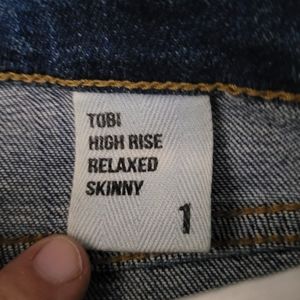 TOBI
HIGH RISE
RELAXED
SKINNY
1